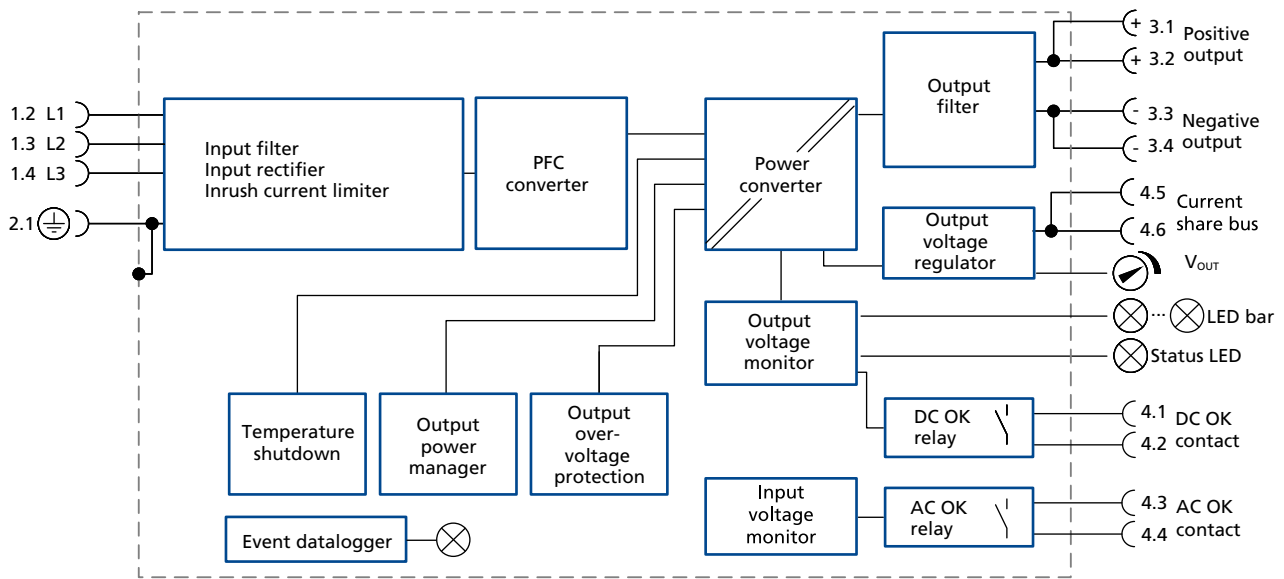 1.2 L1
1.3 L2
1.4 L3
2.1
Input filter
Input rectifier
Inrush current limiter
PFC
converter
Power
converter
Output
filter
+ 3.1
+ 3.2
Positive
output
- 3.3
- 3.4
Negative
output
Output
voltage
regulator
4.5
4.6
Current
share bus
VOUT
Output
voltage
monitor
... LED bar
Status LED
Temperature
shutdown
Output
power
manager
Output
over-
voltage
protection
DC OK
relay
4.1
4.2
DC OK
contact
Input
voltage
monitor
AC OK
relay
4.3
4.4
AC OK
contact
Event datalogger